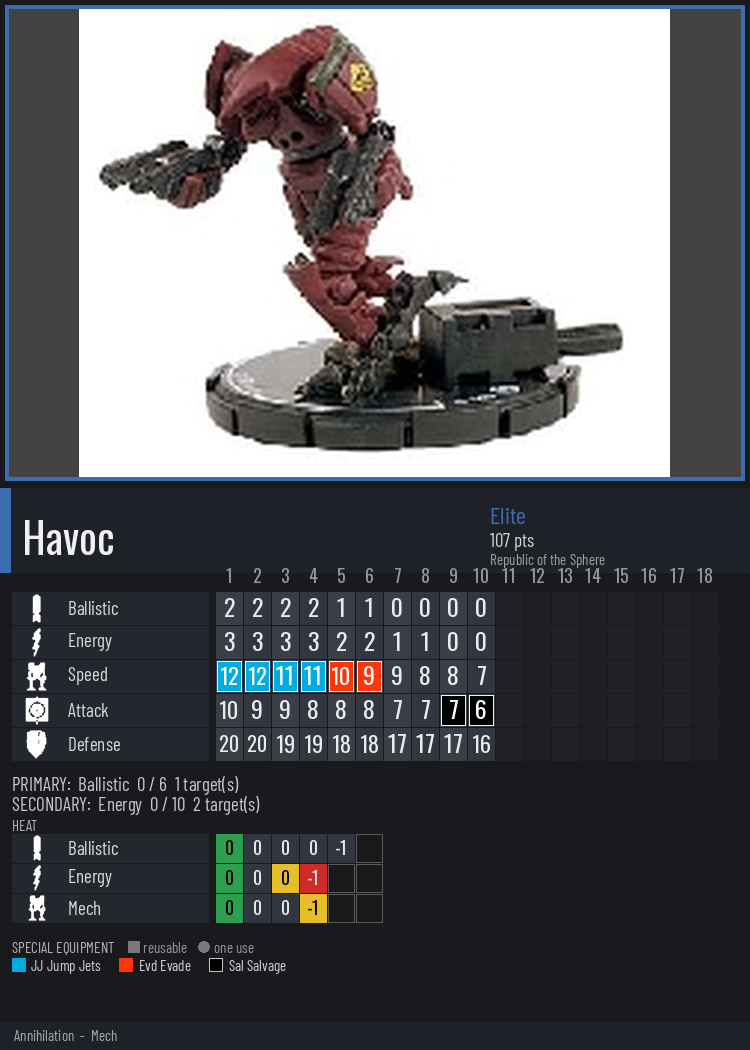 Havoc
Elite
107 pts
Republic of the Sphere
1 2 3 4 5 6 7 8 9 10 11 12 13 14 15 16 17 18
Ballistic 2 2 2 2 1 1 0 0 0 0
Energy 3 3 3 3 2 2 1 1 0 0
Speed 12 12 11 11 10 9 9 8 8 7
Attack 10 9 9 8 8 8 7 7 7 6
Defense 20 20 19 19 18 18 17 17 17 16
PRIMARY: Ballistic 0 / 6 1 target(s)
SECONDARY: Energy 0 / 10 2 target(s)
HEAT
Ballistic 0 0 0 0 -1
Energy 0 0 0 -1
Mech 0 0 0 -1
SPECIAL EQUIPMENT reusable one use
JJ Jump Jets Evd Evade Sal Salvage
Annihilation - Mech